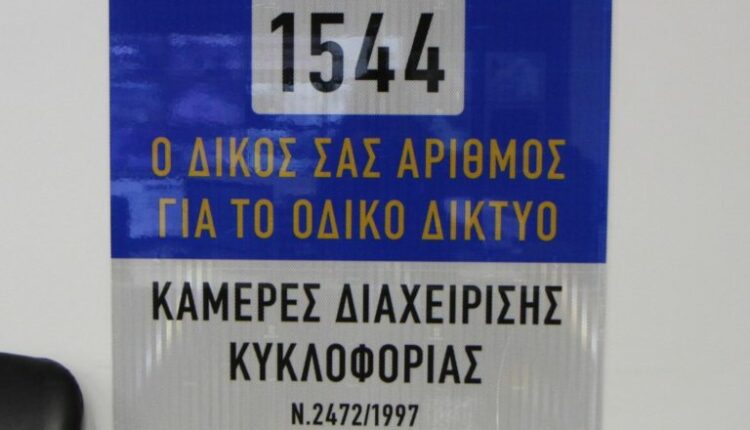 1544
Ο ΔΙΚΟΣ ΣΑΣ ΑΡΙΘΜΟΣ
ΓΙΑ ΤΟ ΟΔΙΚΟ ΔΙΚΤΥΟ
ΚΑΜΕΡΕΣ ΔΙΑΧΕΙΡΙΣΗΣ
ΚΥΚΛΟΦΟΡΙΑΣ
Ν.2472/1997